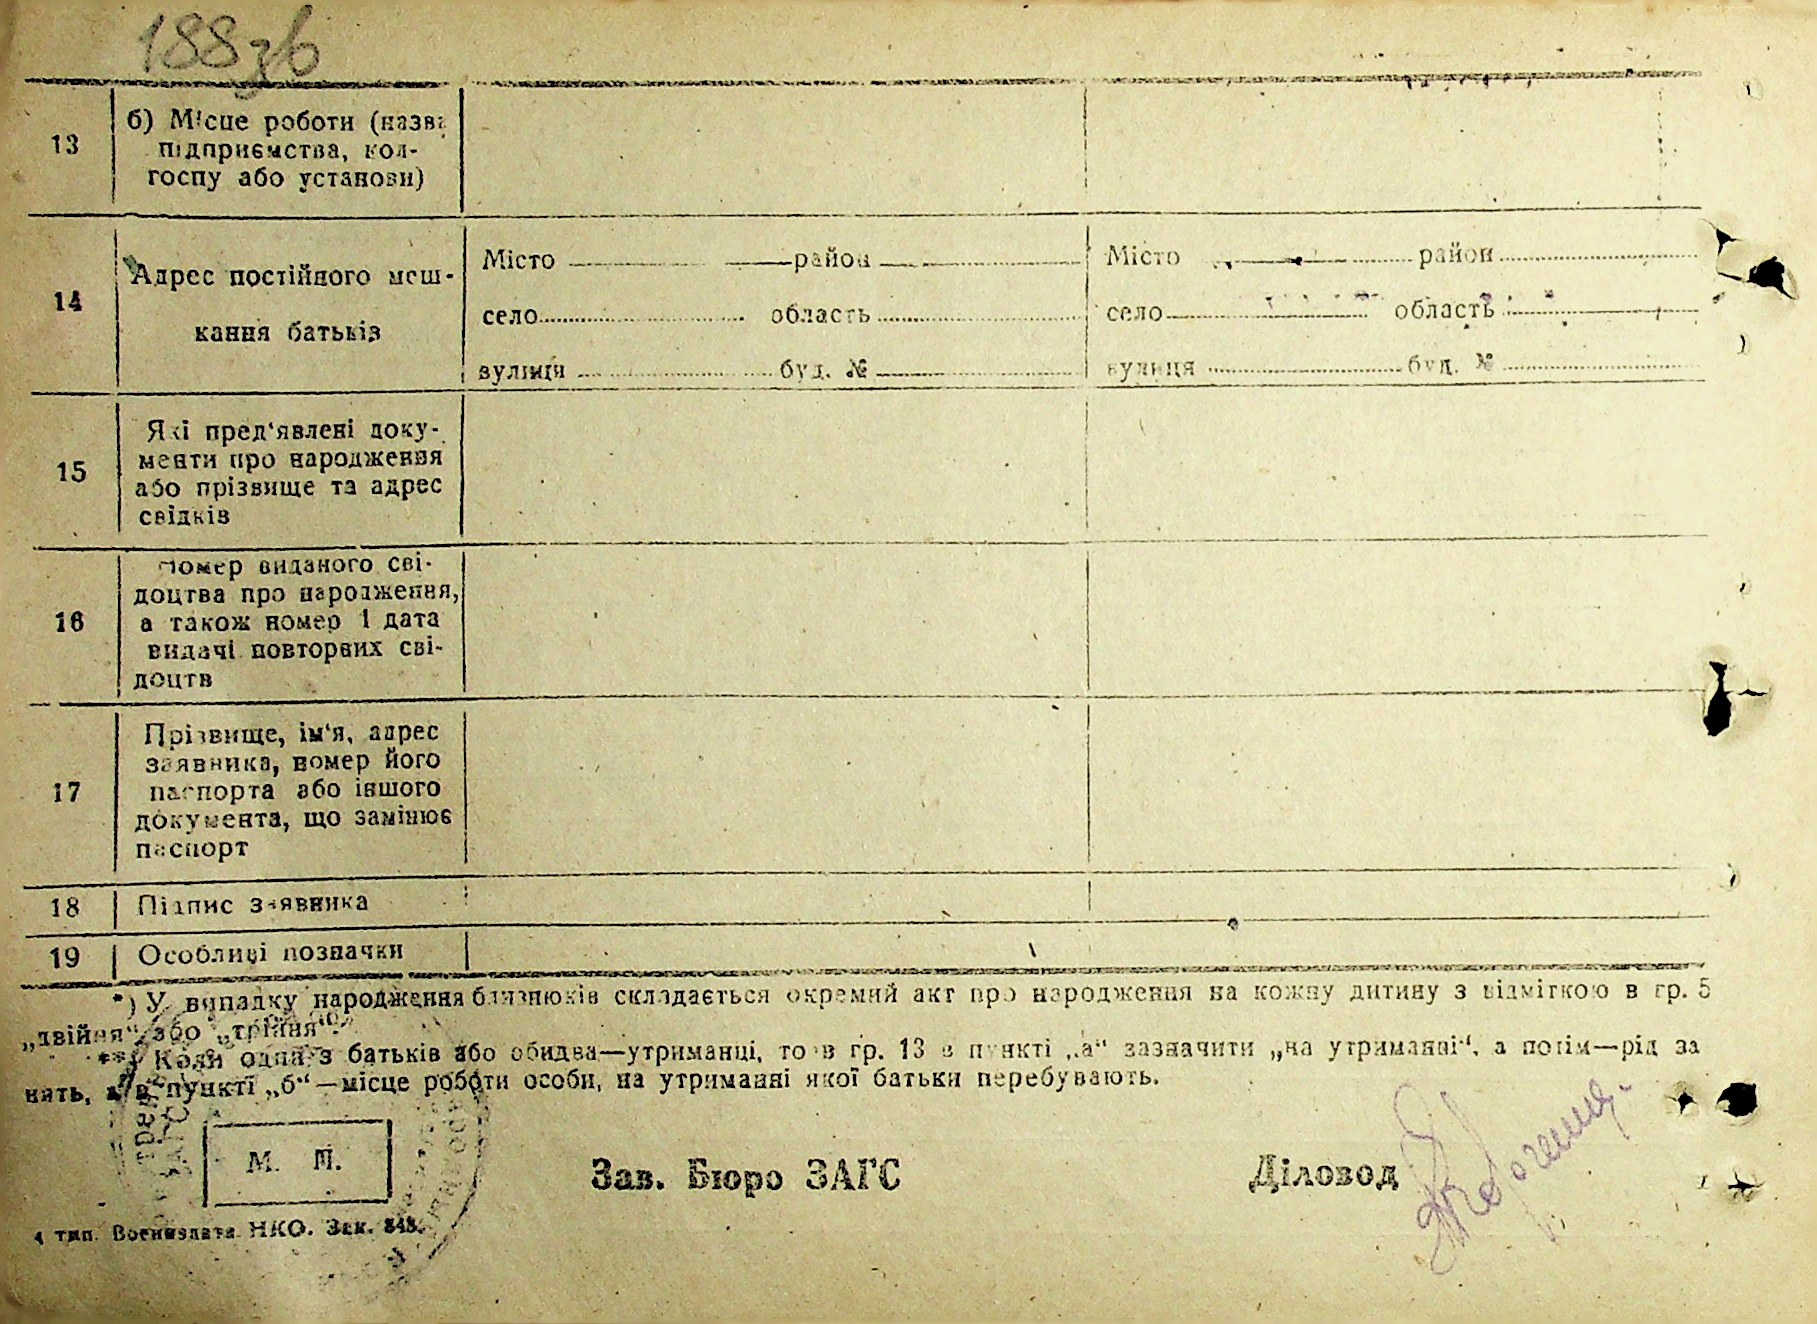 188зв
13
б) Місце роботи (назва
підприємства, кол-
госпу або установи)
14
Адрес постійного меш-
кання батьків
Місто район
село область
вулиця буд. №
Місто район
село область
вулиця буд. №
15
Які пред'явлені доку-
менти про народження
або прізвище та адрес
свідків
16
Номер виданого сві-
доцтва про народження,
а також номер і дата
видачі повторних сві-
доцтв
17
Прізвище, ім'я, адрес
заявника, номер його
паспорта або іншого
документа, що замінює
паспорт
18
Підпис заявника
19
Особливі позначки
*) У випадку народження близнюків складається окремий акт про народження на кожну дитину з відміткою в гр. 5
„двійня“ або „трійня“.
**) Коли один з батьків або обидва—утриманці, то в гр. 13 в пункті „а“ зазначити „на утриманні“, а потім—рід за
нять, а в пункті „б“—місце роботи особи, на утриманні якої батьки перебувають.
М. П.
Зав. Бюро ЗАГС
Діловод
4 тип. Воениздата НКО. Зак. 348.